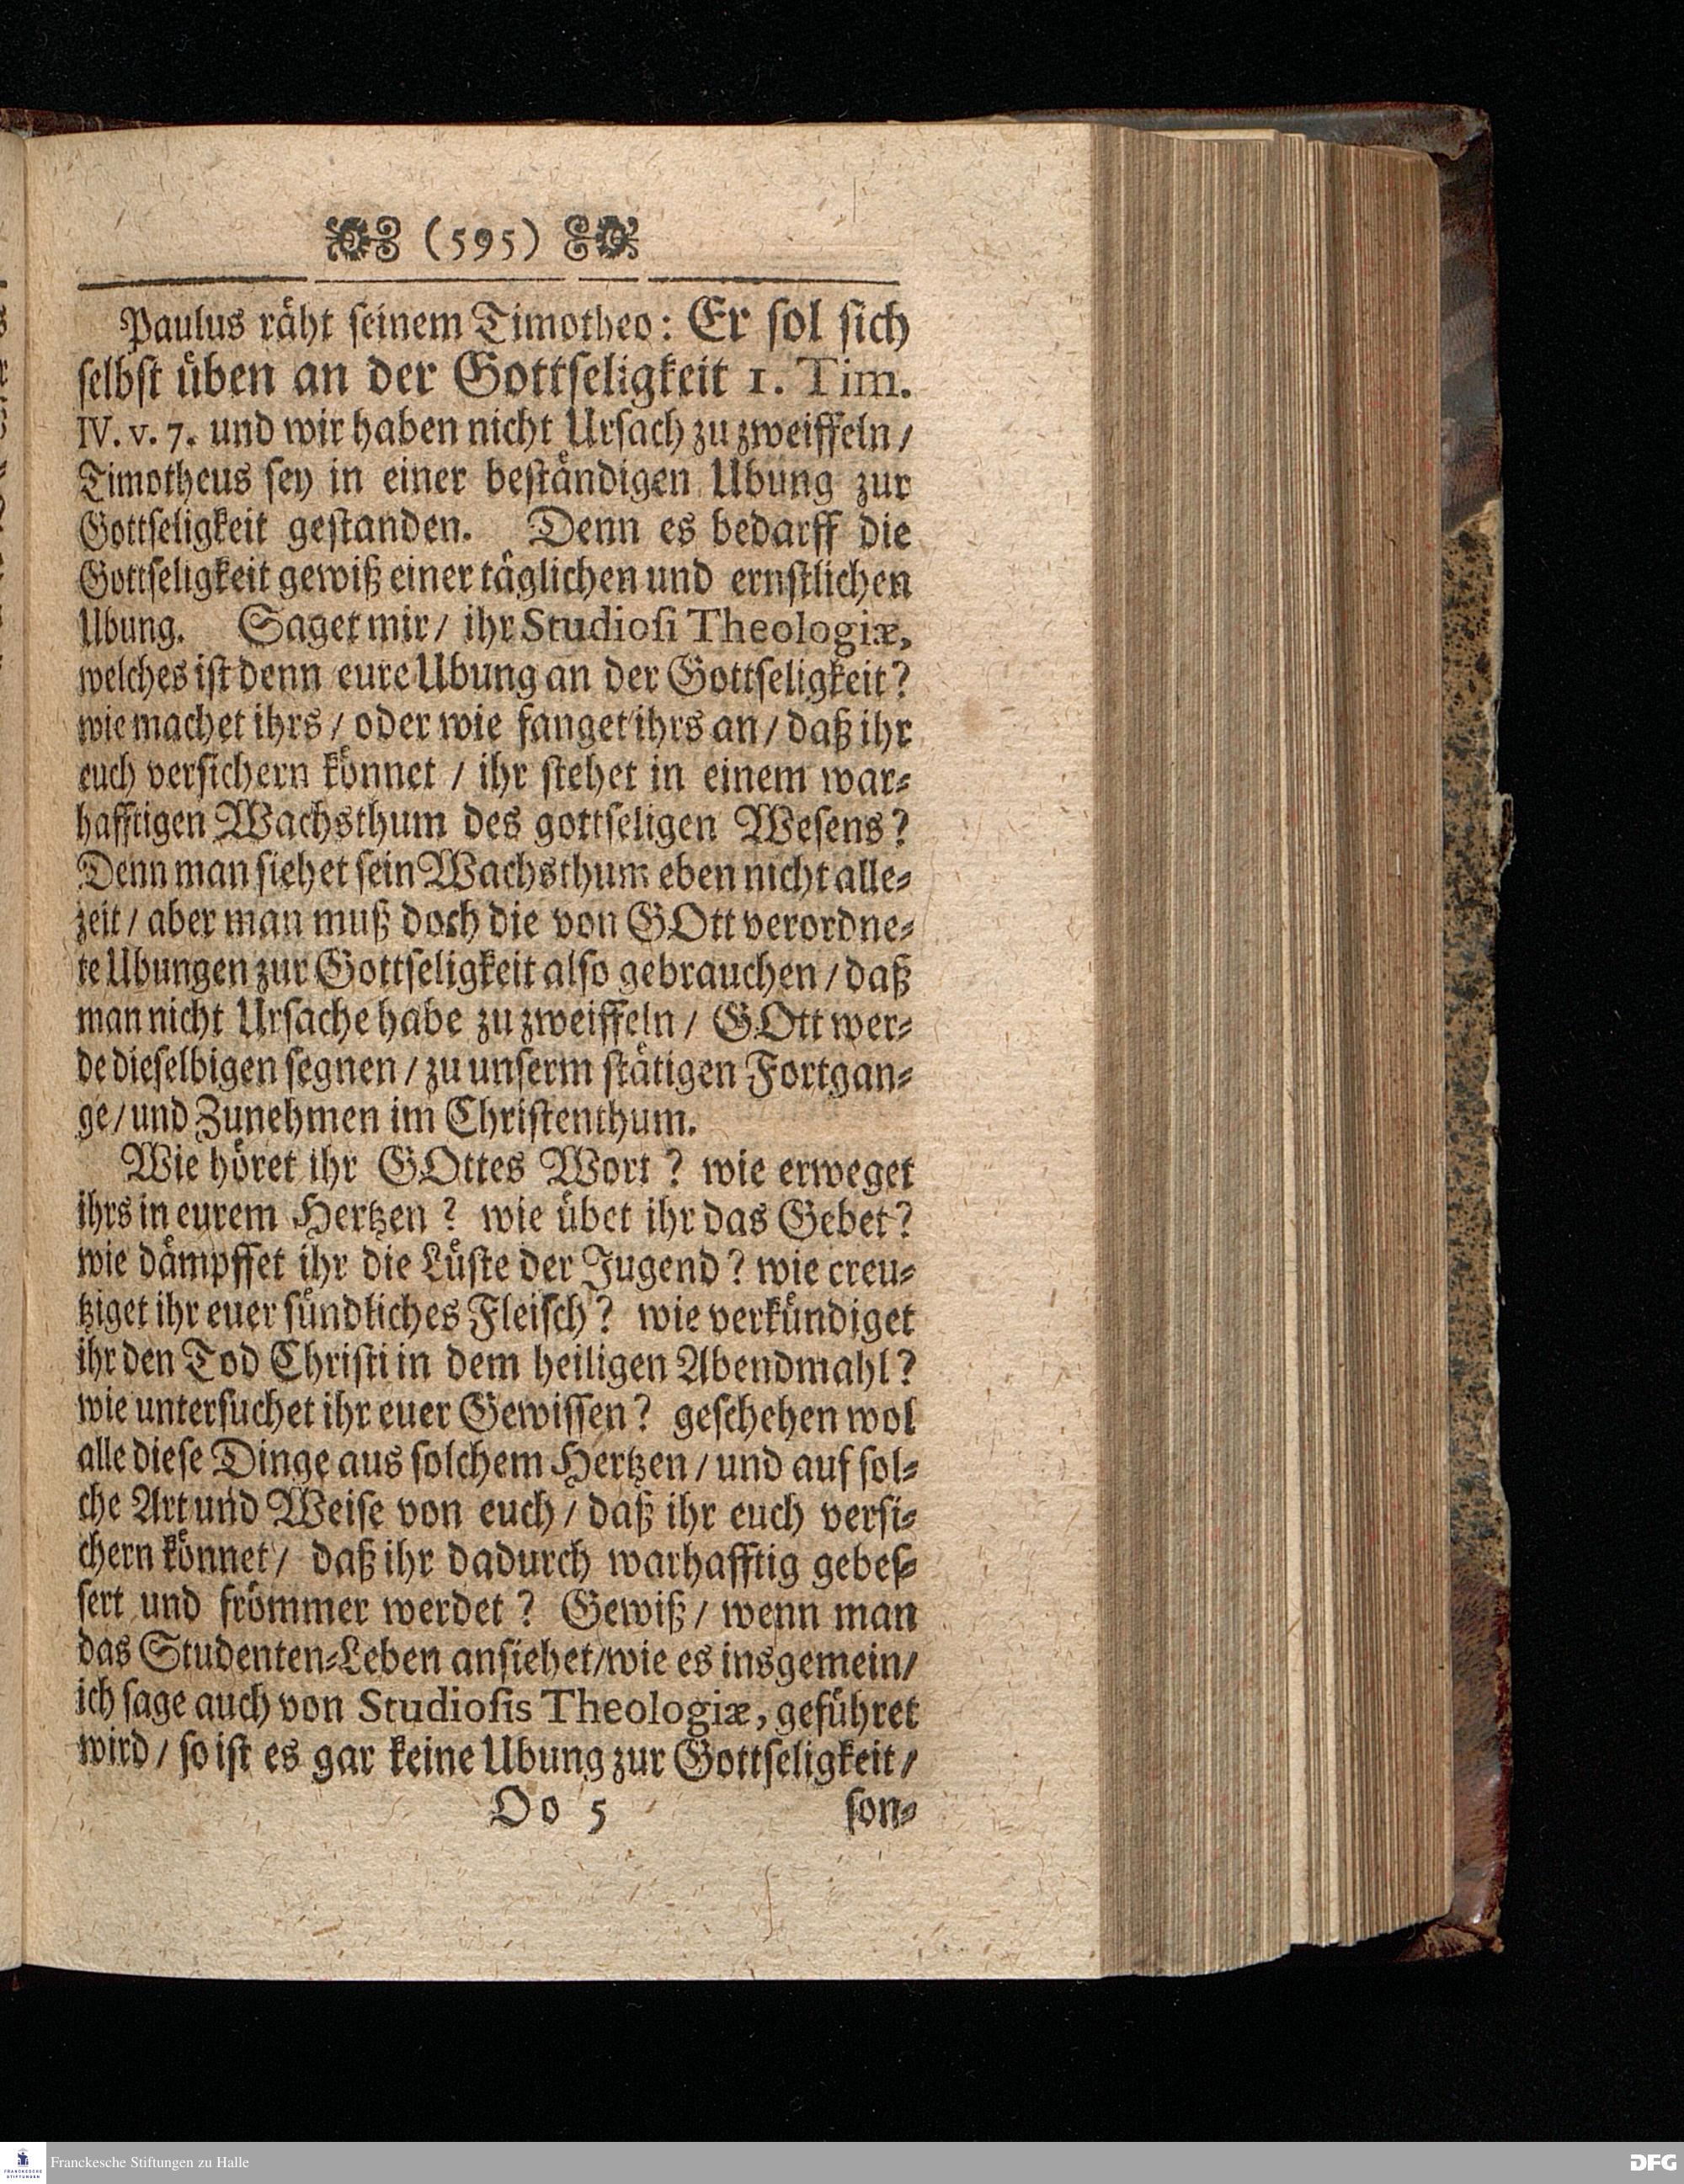 (595)
Paulus räht seinem Timotheo: Er sol sich
selbst üben an der Gottseligkeit 1. Tim.
IV. v. 7. und wir haben nicht Ursach zu zweiffeln /
Timotheus sey in einer beständigen Ubung zur
Gottseligkeit gestanden. Denn es bedarff die
Gottseligkeit gewiß einer täglichen und ernstlichen
Ubung. Saget mir / ihr Studiosi Theologiæ,
welches ist denn eure Ubung an der Gottseligkeit?
wie machet ihrs / oder wie fanget ihrs an / daß ihr
euch versichern könnet / ihr stehet in einem war-
hafftigen Wachsthum des gottseligen Wesens?
Denn man siehet sein Wachsthum eben nicht alle-
zeit / aber man muß doch die von GOtt verordne-
te Ubungen zur Gottseligkeit also gebrauchen / daß
man nicht Ursache habe zu zweiffeln / GOtt wer-
de dieselbigen segnen / zu unserm stätigen Fortgan-
ge / und Zunehmen im Christenthum.
Wie höret ihr GOttes Wort? wie erweget
ihrs in eurem Hertzen? wie übet ihr das Gebet?
wie dämpffet ihr die Lüste der Jugend? wie creu-
tziget ihr euer sündliches Fleisch? wie verkündiget
ihr den Tod Christi in dem heiligen Abendmahl?
wie untersuchet ihr euer Gewissen? geschehen wol
alle diese Dinge aus solchem Hertzen / und auf sol-
che Art und Weise von euch / daß ihr euch versi-
chern könnet / daß ihr dadurch warhafftig gebes-
sert und frömmer werdet? Gewiß / wenn man
das Studenten-Leben ansiehet / wie es insgemein /
ich sage auch von Studiosis Theologiæ, geführet
wird / so ist es gar keine Ubung zur Gottseligkeit /
Oo 5 son-
FRANCKESCHE STIFTUNGEN
Franckesche Stiftungen zu Halle
DFG